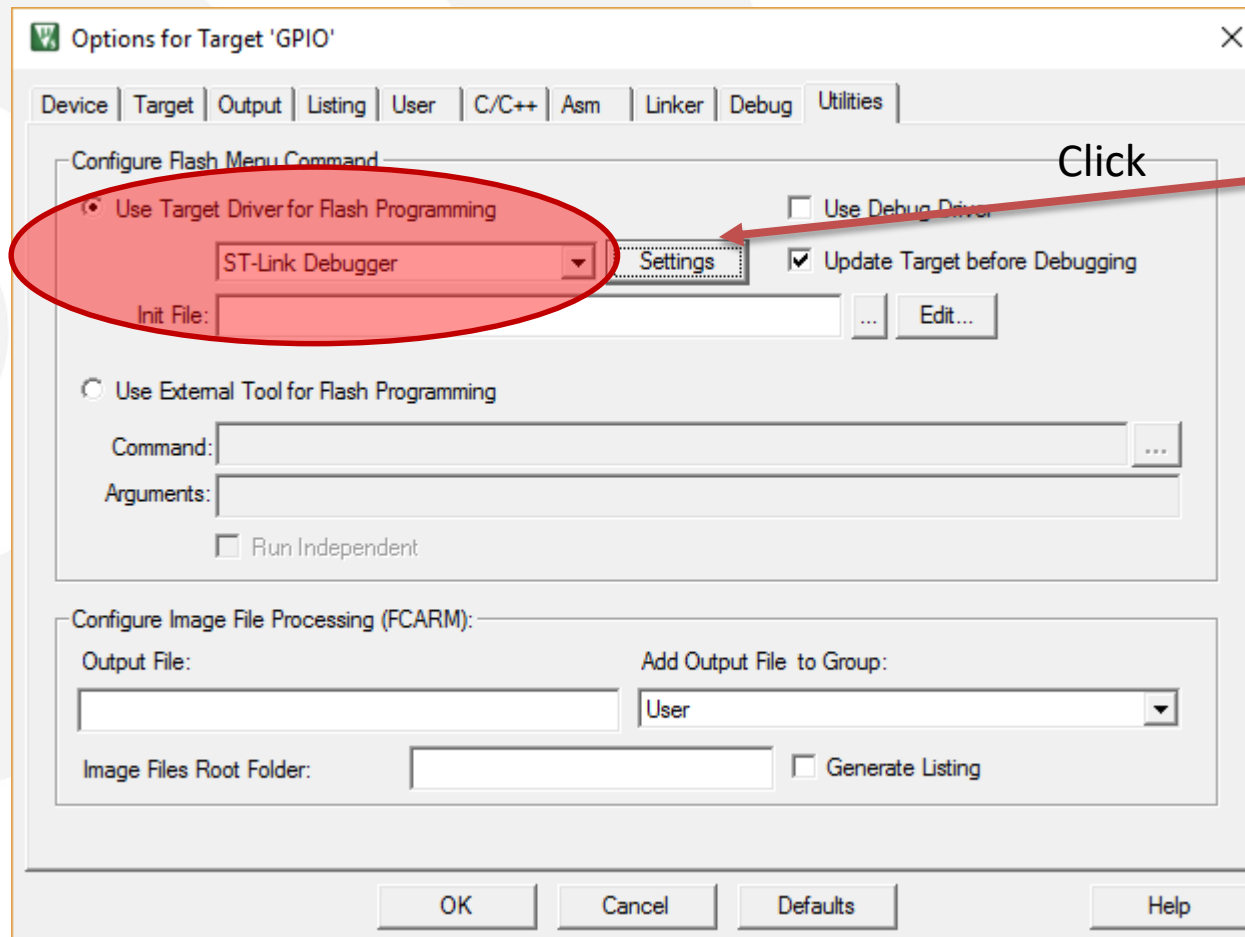 Options for Target 'GPIO'
Device Target Output Listing User C/C++ Asm Linker Debug Utilities
Configure Flash Menu Command
Click
Use Target Driver for Flash Programming
Use Debug Driver
ST-Link Debugger
Settings
Update Target before Debugging
Init File:
...
Edit...
Use External Tool for Flash Programming
Command:
...
Arguments:
Run Independent
Configure Image File Processing (FCARM):
Output File:
Add Output File to Group:
User
Image Files Root Folder:
Generate Listing
OK Cancel Defaults Help